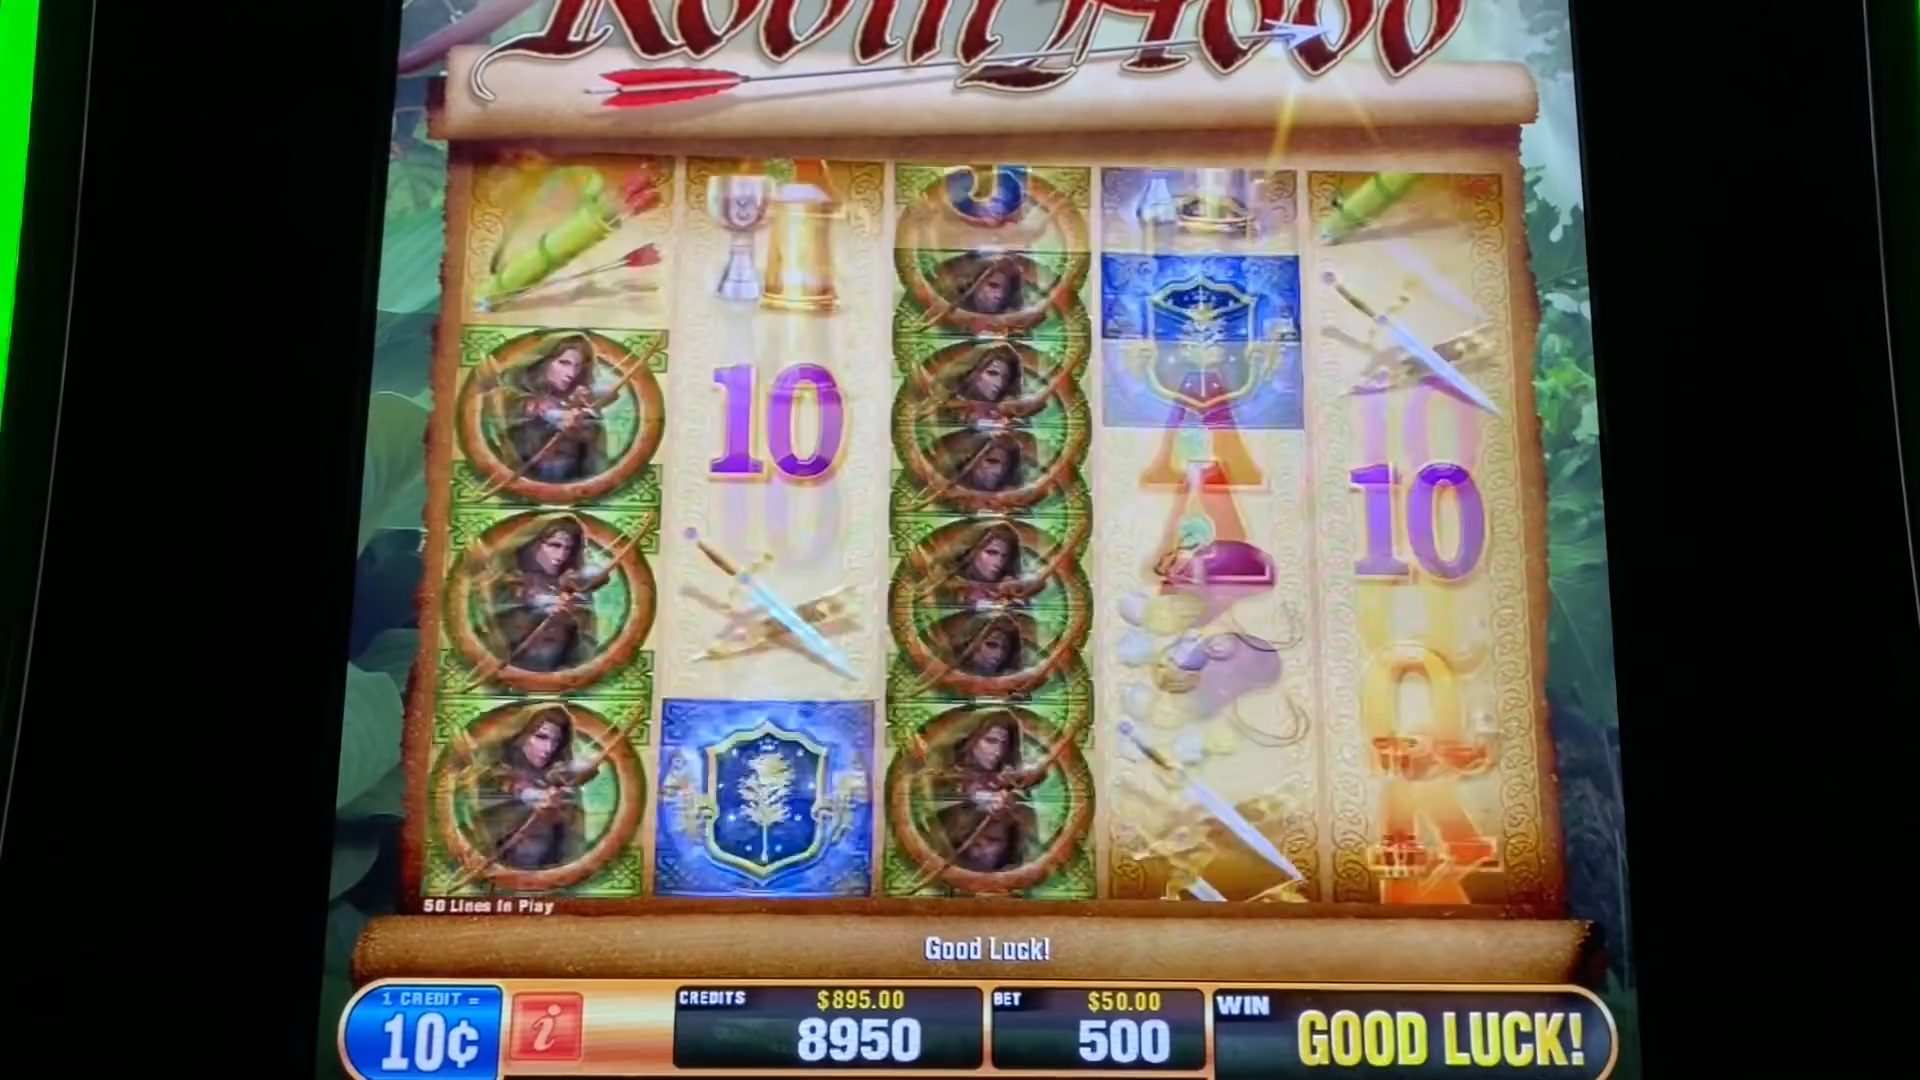 Robin Hood
J
10
10
A
A
Q
K
50 Lines In Play
Good Luck!
1 CREDIT =
10¢
i
CREDITS
$895.00
8950
BET
$50.00
500
WIN
GOOD LUCK!